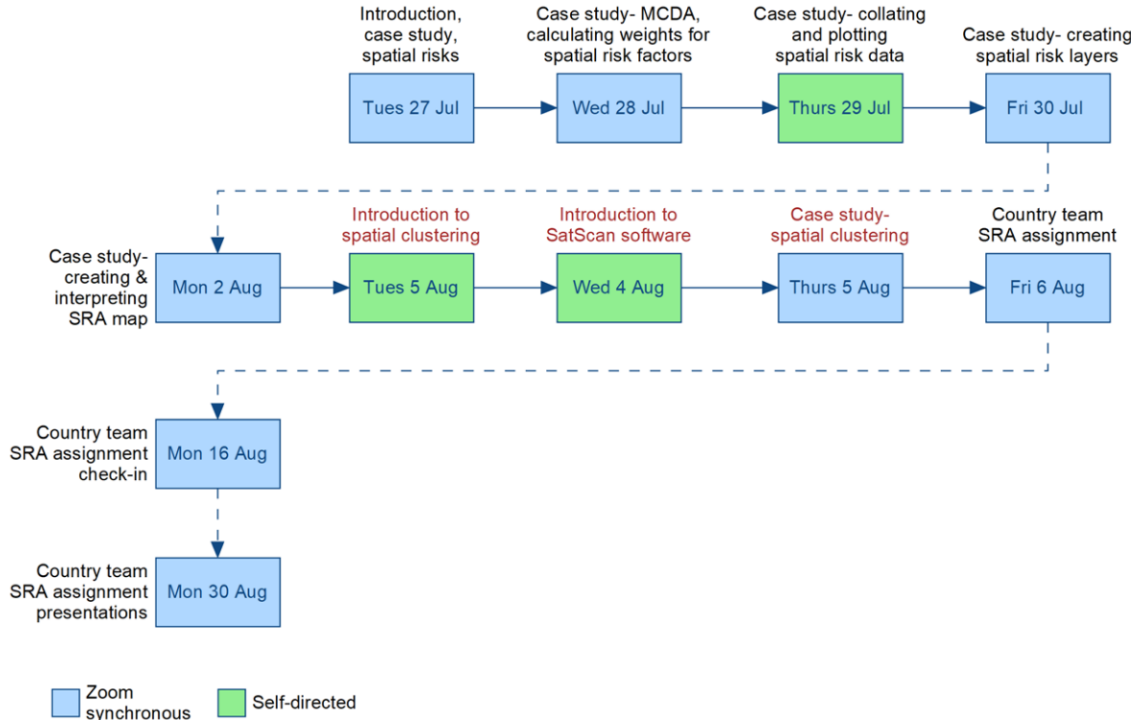 Introduction,
case study,
spatial risks
Case study- MCDA,
calculating weights for
spatial risk factors
Case study- collating
and plotting
spatial risk data
Case study- creating
spatial risk layers
Tues 27 Jul
Wed 28 Jul
Thurs 29 Jul
Fri 30 Jul
Case study-
creating &
interpreting
SRA map
Mon 2 Aug
Introduction to
spatial clustering
Tues 5 Aug
Introduction to
SatScan software
Wed 4 Aug
Case study-
spatial clustering
Thurs 5 Aug
Country team
SRA assignment
Fri 6 Aug
Country team
SRA assignment
check-in
Mon 16 Aug
Country team
SRA assignment
presentations
Mon 30 Aug
Zoom
synchronous
Self-directed